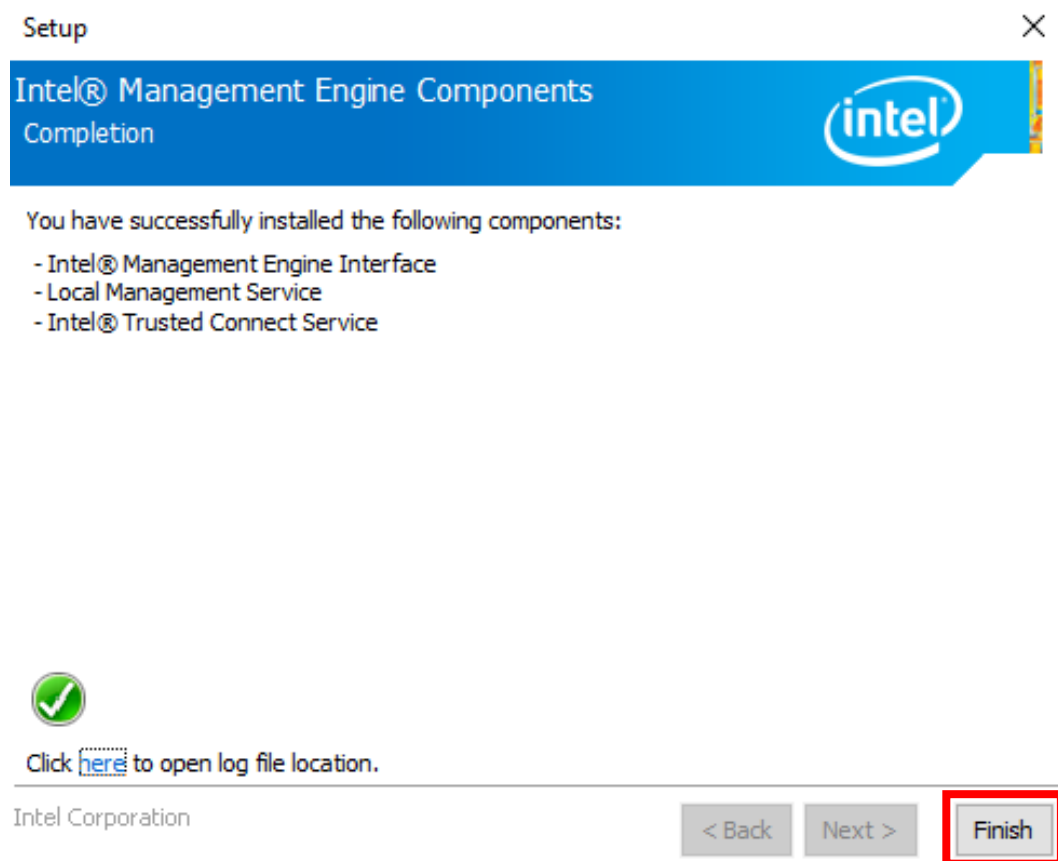 Setup
Intel® Management Engine Components
Completion
intel
You have successfully installed the following components:
- Intel® Management Engine Interface
- Local Management Service
- Intel® Trusted Connect Service
Click here to open log file location.
Intel Corporation
< Back
Next >
Finish